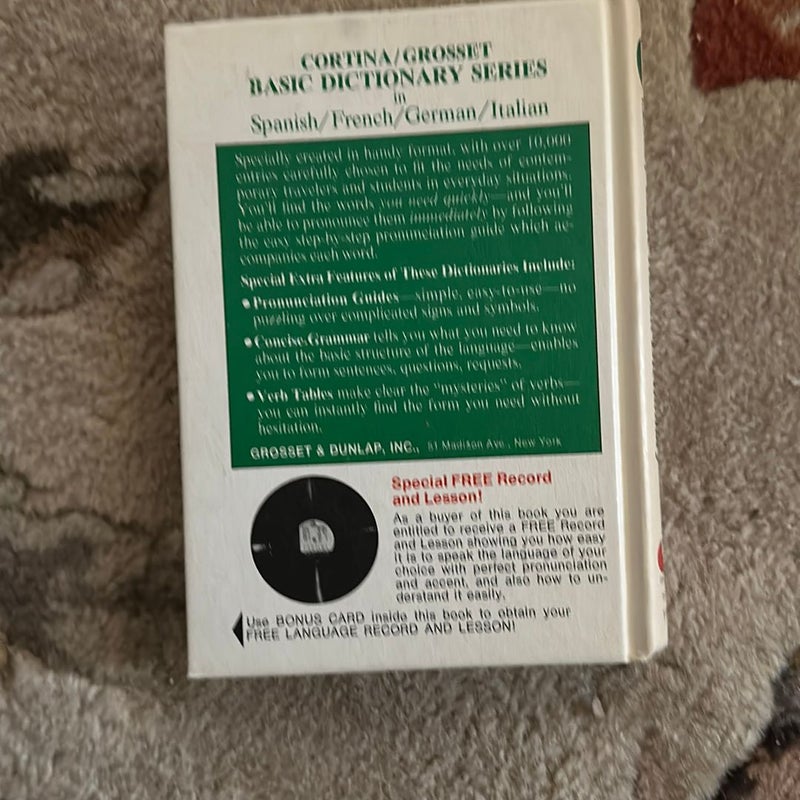 CORTINA/GROSSET
BASIC DICTIONARY SERIES
in
Spanish/French/German/Italian
Specially created in handy format, with over 10,000
entries carefully chosen to fit the needs of contem-
porary travelers and students in everyday situations.
You'll find the words you need quickly—and you'll
be able to pronounce them immediately by following
the easy step-by-step pronunciation guide which ac-
companies each word.
Special Extra Features of These Dictionaries Include:
• Pronunciation Guides—simple, easy-to-use—no
puzzling over complicated signs and symbols.
• Concise Grammar tells you what you need to know
about the basic structure of the language—enables
you to form sentences, questions, requests.
• Verb Tables make clear the "mysteries" of verbs—
you can instantly find the form you need without
hesitation.
GROSSET & DUNLAP, INC., 51 Madison Ave., New York
Special FREE Record
and Lesson!
As a buyer of this book you are
entitled to receive a FREE Record
and Lesson showing you how easy
it is to speak the language of your
choice with perfect pronunciation
and accent, and also how to un-
derstand it easily.
Use BONUS CARD inside this book to obtain your
FREE LANGUAGE RECORD AND LESSON!